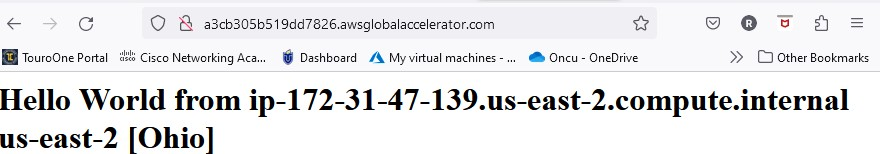 a3cb305b519dd7826.awsglobalaccelerator.com
TouroOne Portal Cisco Networking Aca... Dashboard My virtual machines - ... Oncu - OneDrive Other Bookmarks
Hello World from ip-172-31-47-139.us-east-2.compute.internal
us-east-2 [Ohio]